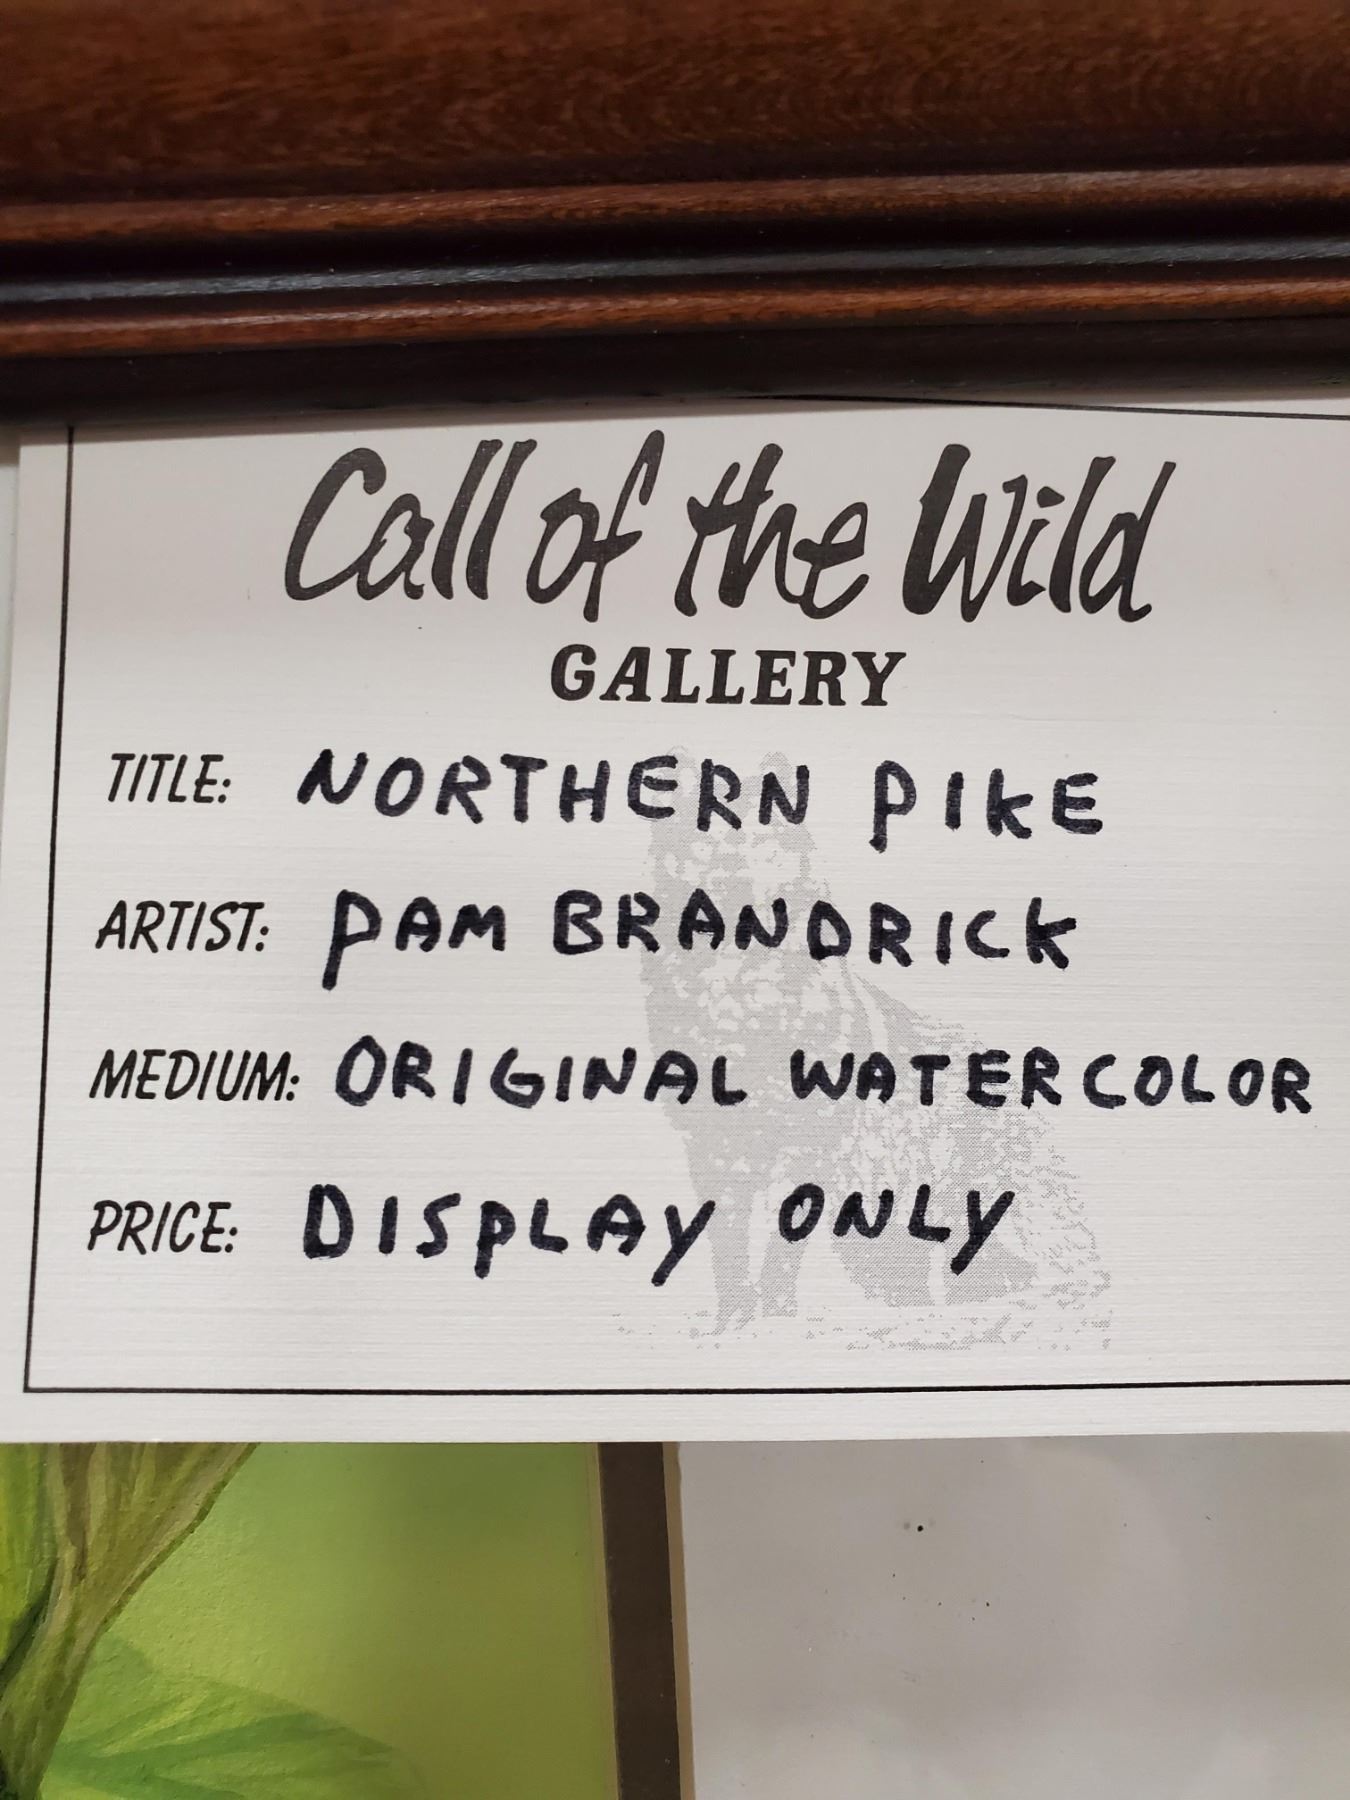 Call of the Wild
GALLERY
TITLE: NORTHERN PIKE
ARTIST: PAM BRANDRICK
MEDIUM: ORIGINAL WATERCOLOR
PRICE: DISPLAY ONLY